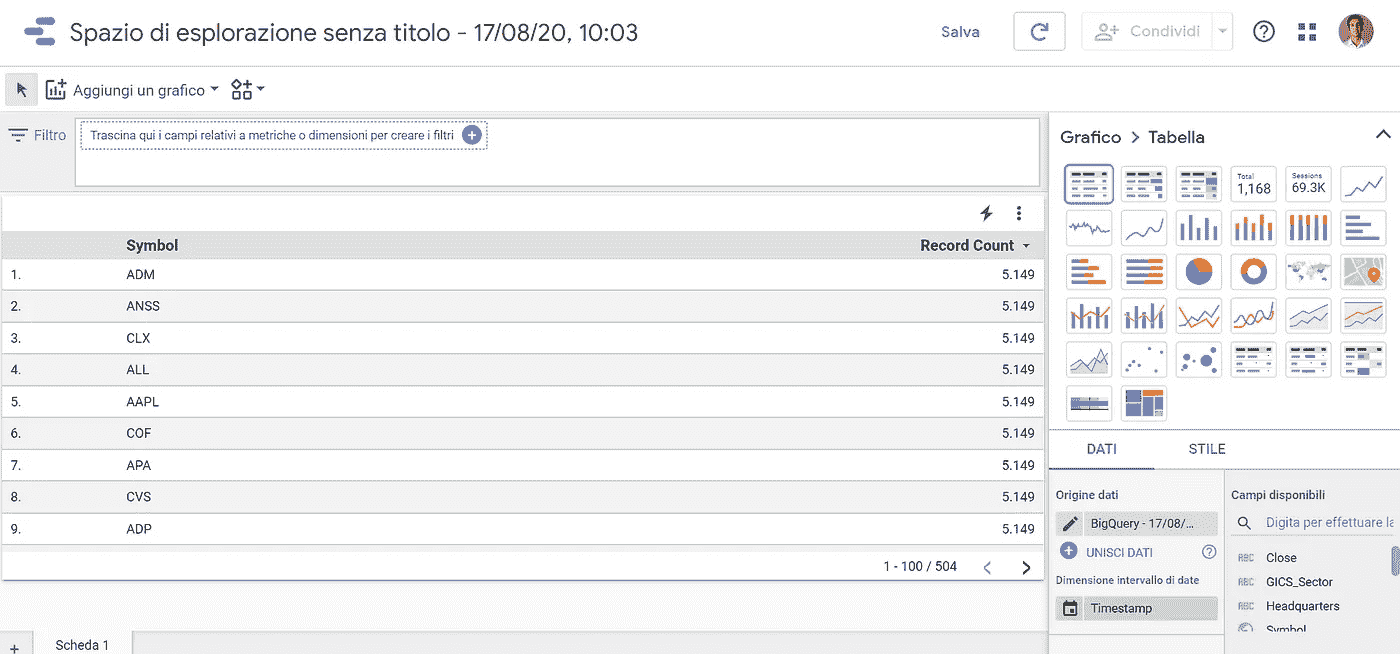 Spazio di esplorazione senza titolo - 17/08/20, 10:03
Salva
Condividi
Aggiungi un grafico
Filtro
Trascina qui i campi relativi a metriche o dimensioni per creare i filtri
Grafico > Tabella
Total
1,168
Sessions
69.3K
Symbol Record Count
1. ADM 5.149
2. ANSS 5.149
3. CLX 5.149
4. ALL 5.149
5. AAPL 5.149
6. COF 5.149
7. APA 5.149
8. CVS 5.149
9. ADP 5.149
1 - 100 / 504
Scheda 1
DATI STILE
Origine dati
BigQuery - 17/08/...
UNISCI DATI
Dimensione intervallo di date
Timestamp
Campi disponibili
Digita per effettuare la
RBC Close
RBC GICS_Sector
RBC Headquarters
Symbol